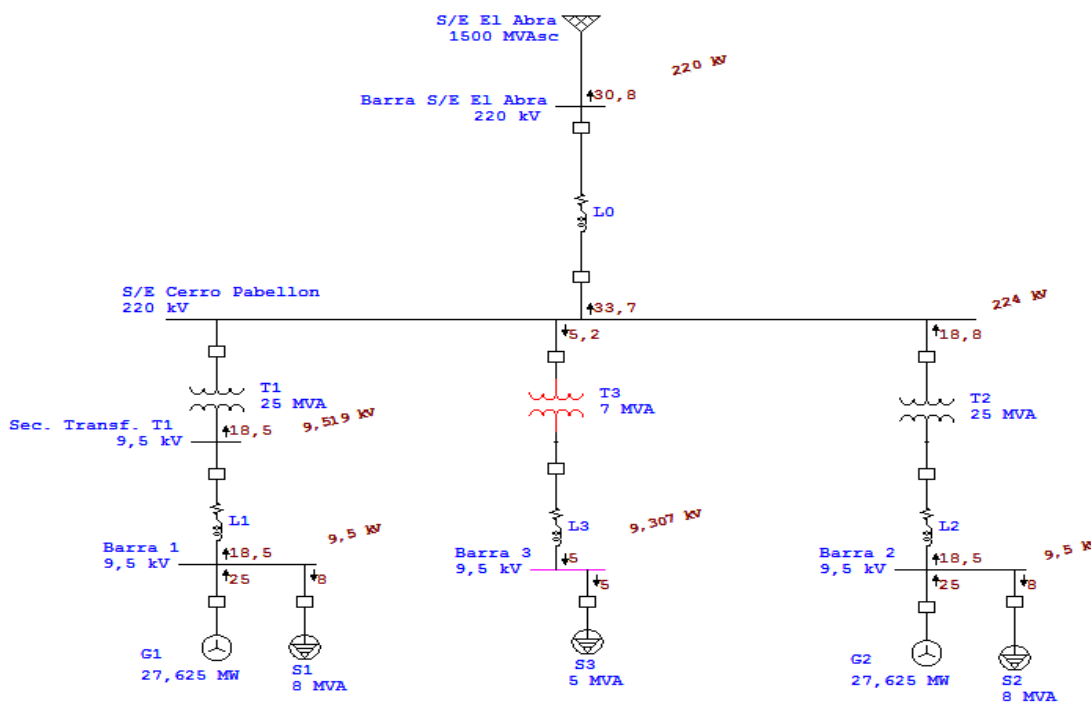 S/E El Abra
1500 MVAsc
220 kV
30,8
Barra S/E El Abra
220 kV
L0
S/E Cerro Pabellon
220 kV
33,7
224 kV
5,2
18,8
T1
25 MVA
T3
7 MVA
T2
25 MVA
Sec. Transf. T1
9,5 kV
18,5
9,519 kV
L1
L3
L2
9,5 kV
9,307 kV
9,5 k
Barra 1
9,5 kV
18,5
25
8
Barra 3
9,5 kV
5
5
Barra 2
9,5 kV
18,5
25
8
G1
27,625 MW
S1
8 MVA
S3
5 MVA
G2
27,625 MW
S2
8 MVA